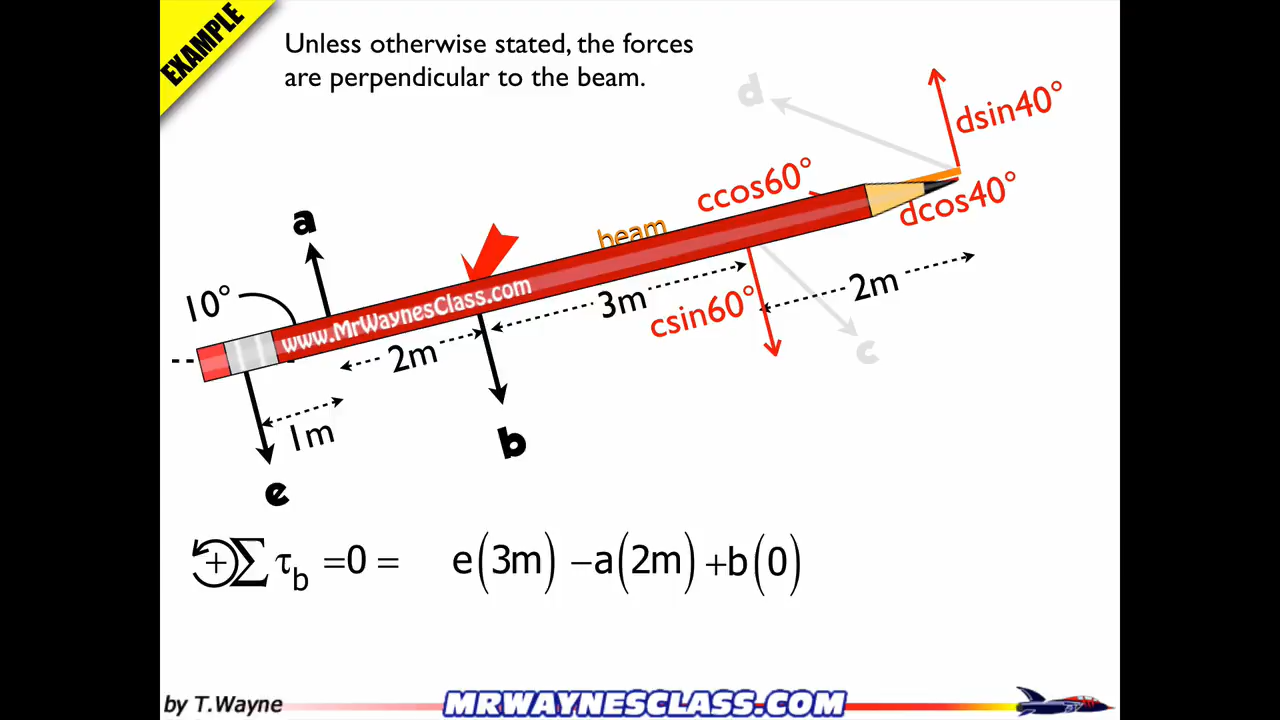 EXAMPLE
Unless otherwise stated, the forces
are perpendicular to the beam.
d
dsin40°
ccos60°
dcos40°
a
beam
10°
www.MrWaynesClass.com
3m
2m
csin60°
2m
c
1m
b
e
+∑τb =0= e(3m) −a(2m) +b(0)
by T.Wayne
MRWAYNESCLASS.COM